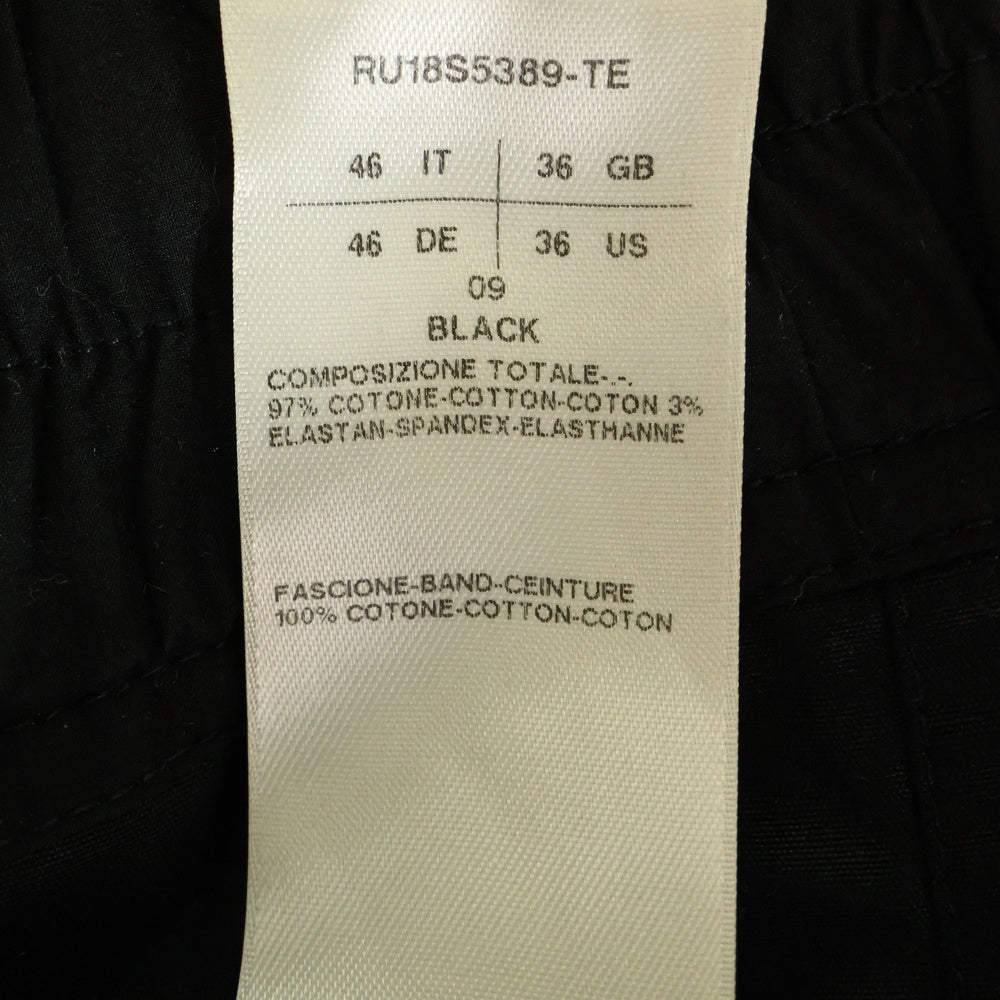 RU18S5389-TE
46 IT 36 GB
46 DE 36 US
09
BLACK
COMPOSIZIONE TOTALE-.-.
97% COTONE-COTTON-COTON 3%
ELASTAN-SPANDEX-ELASTHANNE
FASCIONE-BAND-CEINTURE
100% COTONE-COTTON-COTON